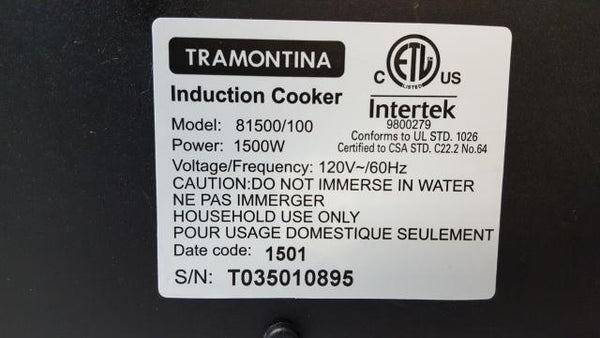 TRAMONTINA
Induction Cooker
Model: 81500/100
Power: 1500W
C ETL US
LISTED
Intertek
9800279
Conforms to UL STD. 1026
Certified to CSA STD. C22.2 No.64
Voltage/Frequency: 120V~/60Hz
CAUTION:DO NOT IMMERSE IN WATER
NE PAS IMMERGER
HOUSEHOLD USE ONLY
POUR USAGE DOMESTIQUE SEULEMENT
Date code: 1501
S/N: T035010895